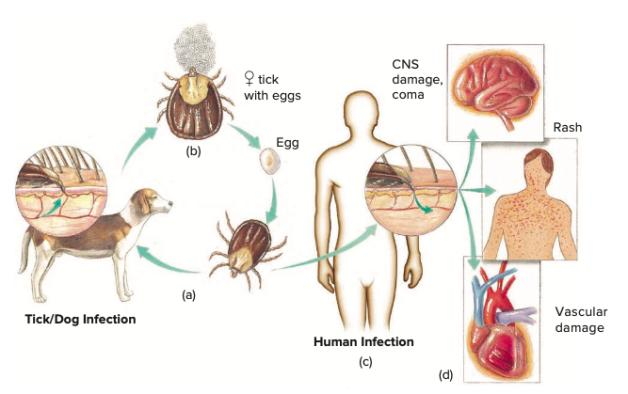 CNS
damage,
coma
♀ tick
with eggs
Rash
Egg
(b)
(a)
Tick/Dog Infection
Vascular
damage
Human Infection
(c)
(d)